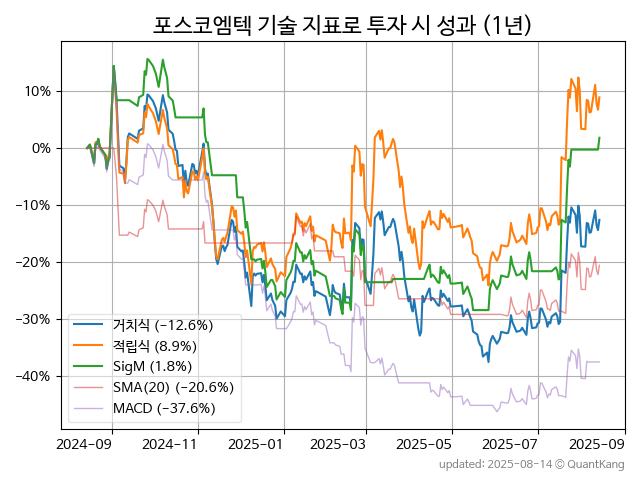 포스코엠텍 기술 지표로 투자 시 성과 (1년)
10%
0%
−10%
−20%
−30%
−40%
거치식 (−12.6%)
적립식 (8.9%)
SigM (1.8%)
SMA(20) (−20.6%)
MACD (−37.6%)
2024-09 2024-11 2025-01 2025-03 2025-05 2025-07 2025-09
updated: 2025-08-14 © QuantKang